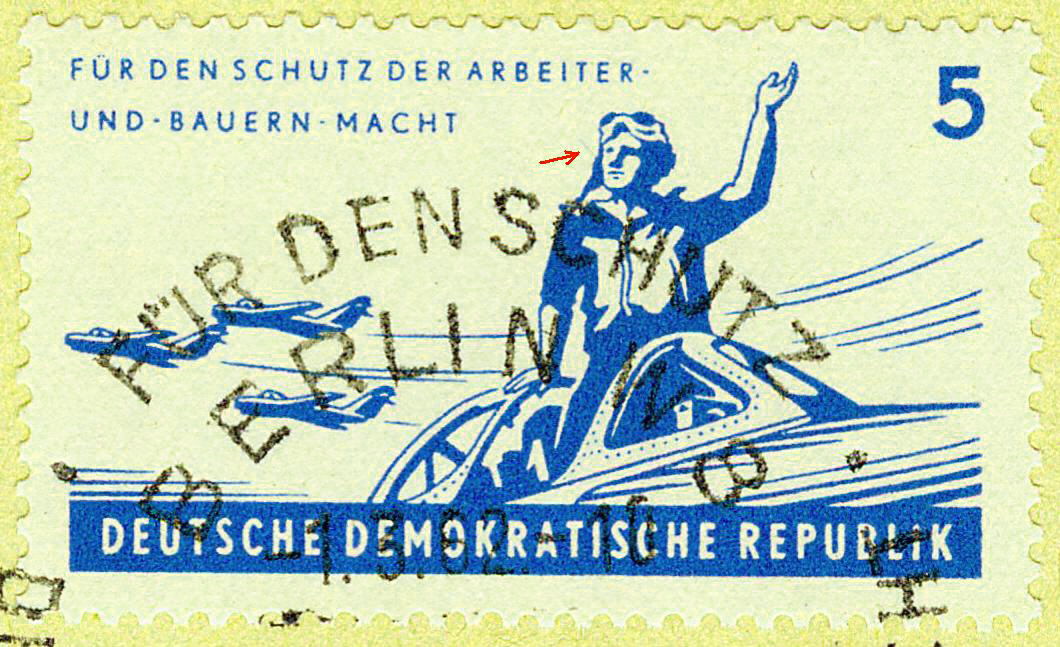 FÜR DEN SCHUTZ DER ARBEITER-
UND-BAUERN-MACHT
5
FÜR DEN SCHUTZ
BERLIN W 8
DEUTSCHE DEMOKRATISCHE REPUBLIK